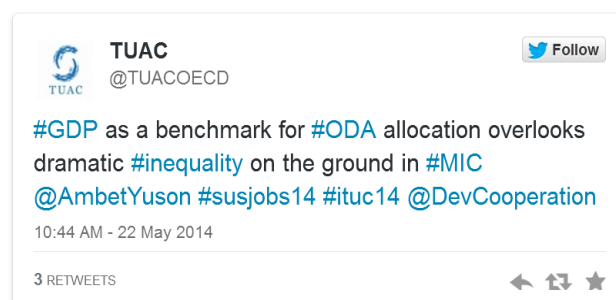 TUAC
@TUACOECD
TUAC
Follow
#GDP as a benchmark for #ODA allocation overlooks
dramatic #inequality on the ground in #MIC
@AmbetYuson #susjobs14 #ituc14 @DevCooperation
10:44 AM - 22 May 2014
3 RETWEETS